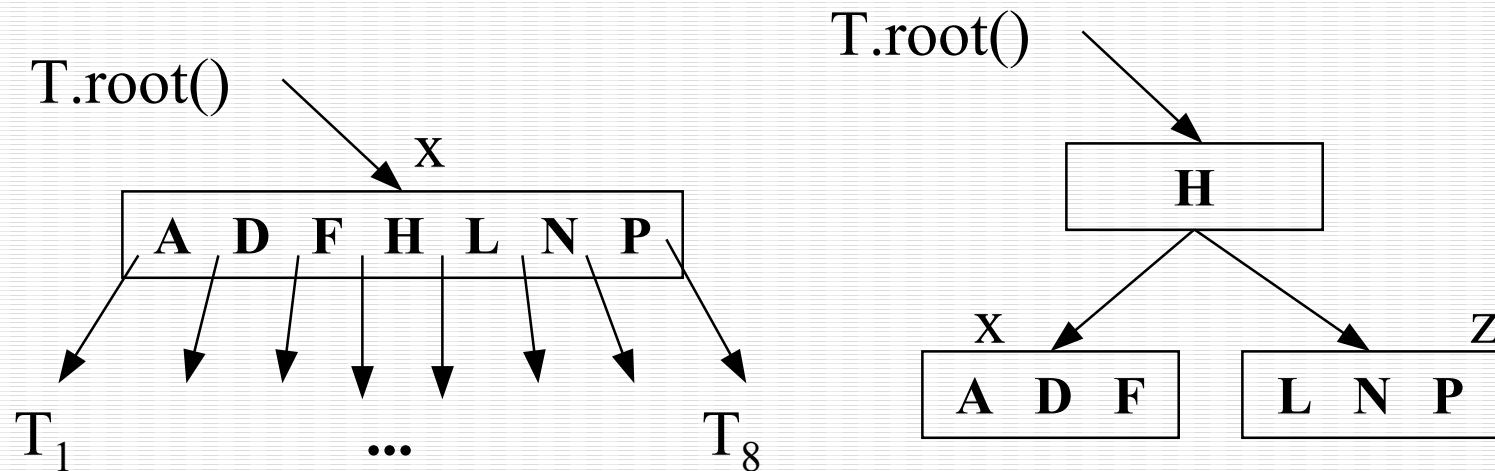 T.root()
X
A D F H L N P
T1 ... T8
T.root()
H
X
Z
A D F
L N P